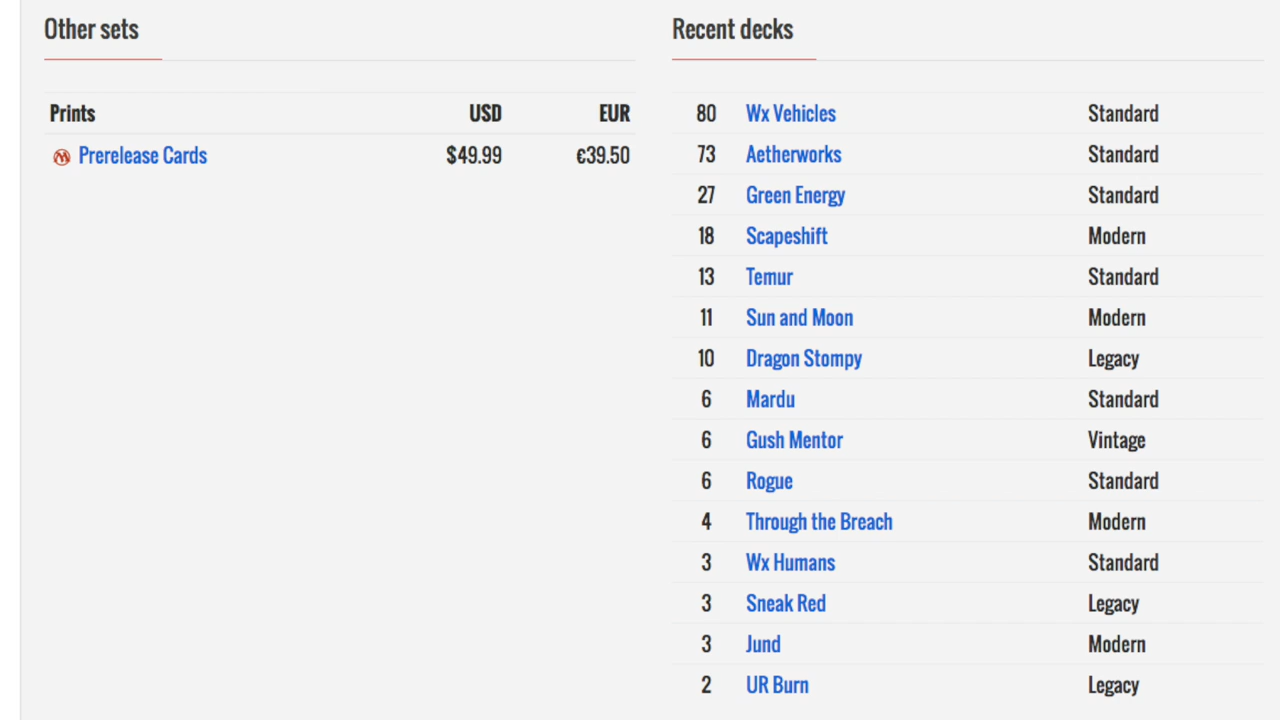 Other sets
Prints USD EUR
Prerelease Cards $49.99 €39.50
Recent decks
80 Wx Vehicles Standard
73 Aetherworks Standard
27 Green Energy Standard
18 Scapeshift Modern
13 Temur Standard
11 Sun and Moon Modern
10 Dragon Stompy Legacy
6 Mardu Standard
6 Gush Mentor Vintage
6 Rogue Standard
4 Through the Breach Modern
3 Wx Humans Standard
3 Sneak Red Legacy
3 Jund Modern
2 UR Burn Legacy